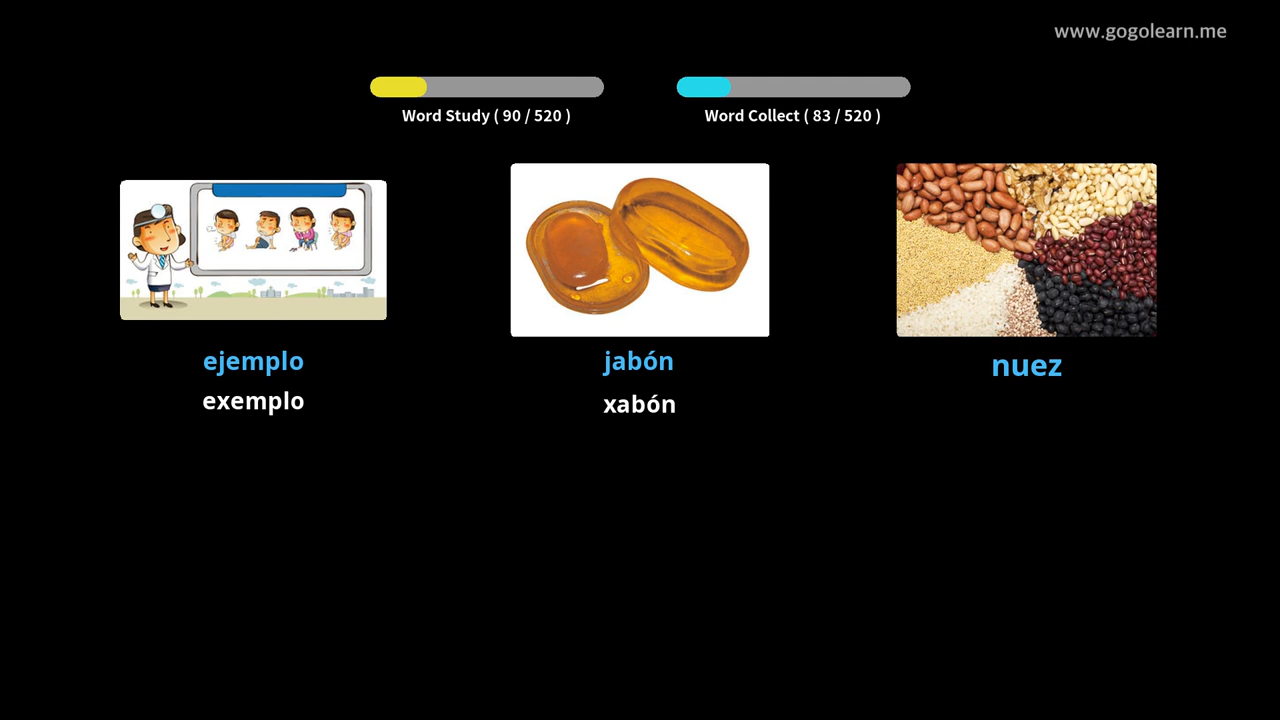 www.gogolearn.me
Word Study ( 90 / 520 )
Word Collect ( 83 / 520 )
ejemplo
exemplo
jabón
xabón
nuez